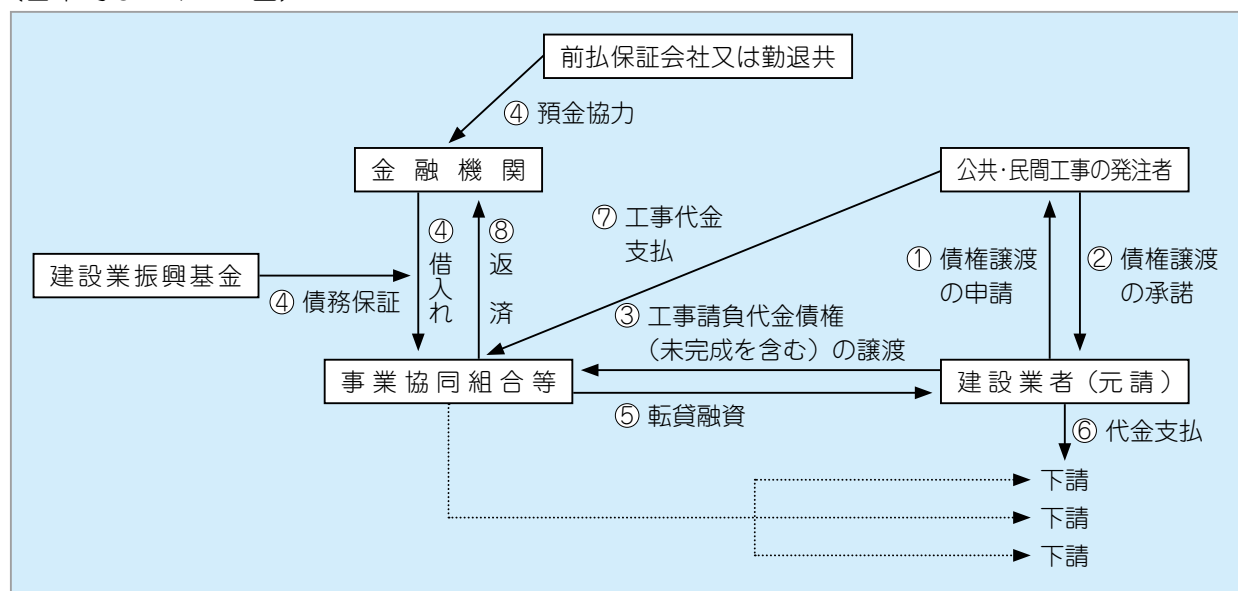 前払保証会社又は勤退共
④ 預金協力
金融機関
公共・民間工事の発注者
⑦ 工事代金
支払
④借入れ
⑧返済
建設業振興基金
④ 債務保証
① 債権譲渡
の申請
② 債権譲渡
の承諾
③ 工事請負代金債権
（未完成を含む）の譲渡
事業協同組合等
建設業者（元請）
⑤ 転貸融資
⑥ 代金支払
下請
下請
下請